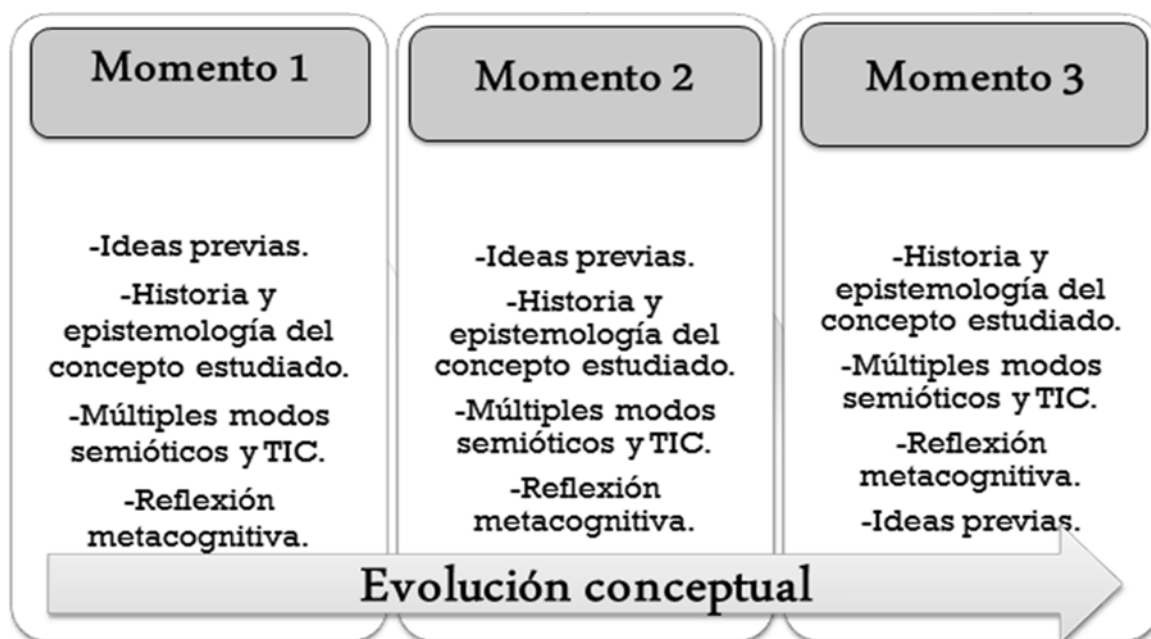 Momento 1
-Ideas previas.
-Historia y
epistemología del
concepto estudiado.
-Múltiples modos
semióticos y TIC.
-Reflexión
metacognitiva.
Momento 2
-Ideas previas.
-Historia y
epistemología del
concepto estudiado.
-Múltiples modos
semióticos y TIC.
-Reflexión
metacognitiva.
Momento 3
-Historia y
epistemología del
concepto estudiado.
-Múltiples modos
semióticos y TIC.
-Reflexión
metacognitiva.
-Ideas previas.
Evolución conceptual